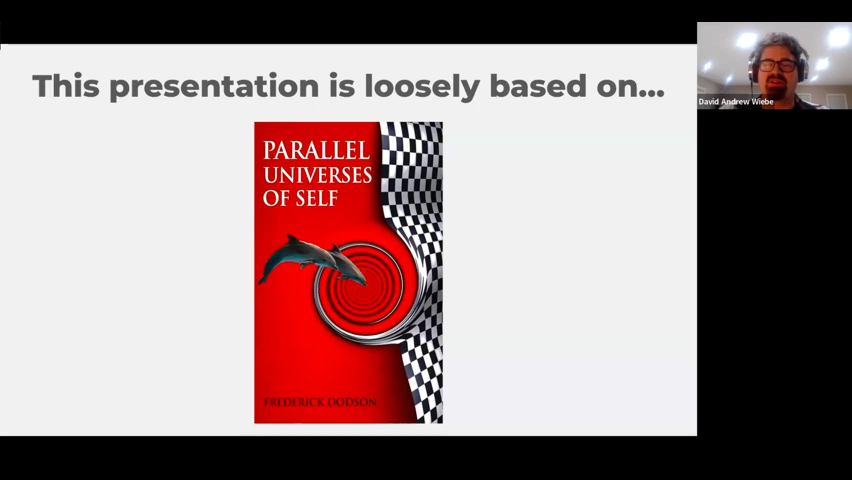 This presentation is loosely based on...
PARALLEL
UNIVERSES
OF SELF
FREDERICK DODSON
David Andrew Wiebe